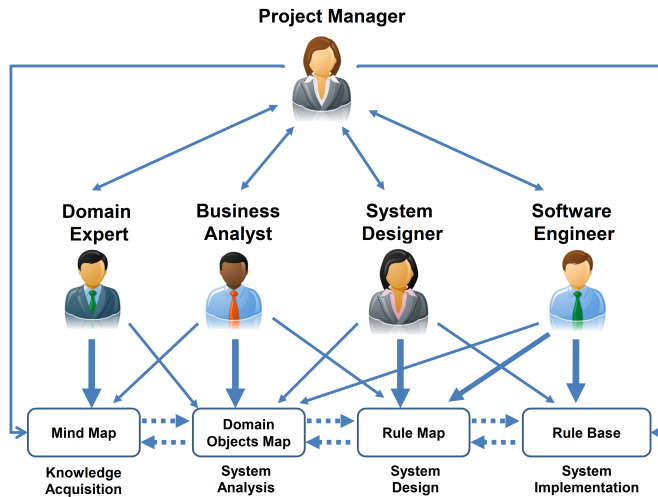 Project Manager
Domain
Expert
Business
Analyst
System
Designer
Software
Engineer
Mind Map
Domain
Objects Map
Rule Map
Rule Base
Knowledge
Acquisition
System
Analysis
System
Design
System
Implementation